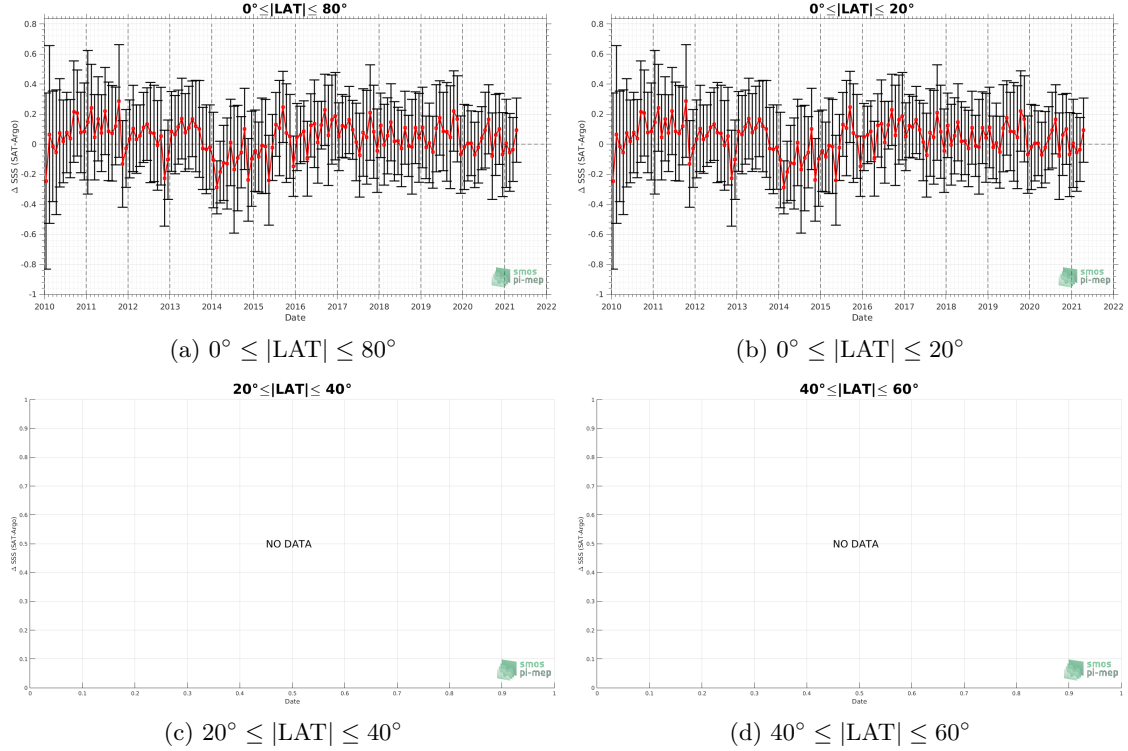 0°≤|LAT|≤ 80°
0.8
0.6
0.4
0.2
0
-0.2
-0.4
-0.6
-0.8
-1
Δ SSS (SAT-Argo)
2010 2011 2012 2013 2014 2015 2016 2017 2018 2019 2020 2021 2022
Date
smos
pi-mep
(a) 0° ≤ |LAT| ≤ 80°
0°≤|LAT|≤ 20°
0.8
0.6
0.4
0.2
0
-0.2
-0.4
-0.6
-0.8
-1
Δ SSS (SAT-Argo)
2010 2011 2012 2013 2014 2015 2016 2017 2018 2019 2020 2021 2022
Date
smos
pi-mep
(b) 0° ≤ |LAT| ≤ 20°
20°≤|LAT|≤ 40°
1
0.9
0.8
0.7
0.6
0.5
0.4
0.3
0.2
0.1
0
Δ SSS (SAT-Argo)
NO DATA
0 0.1 0.2 0.3 0.4 0.5 0.6 0.7 0.8 0.9 1
Date
smos
pi-mep
(c) 20° ≤ |LAT| ≤ 40°
40°≤|LAT|≤ 60°
1
0.9
0.8
0.7
0.6
0.5
0.4
0.3
0.2
0.1
0
Δ SSS (SAT-Argo)
NO DATA
0 0.1 0.2 0.3 0.4 0.5 0.6 0.7 0.8 0.9 1
Date
smos
pi-mep
(d) 40° ≤ |LAT| ≤ 60°